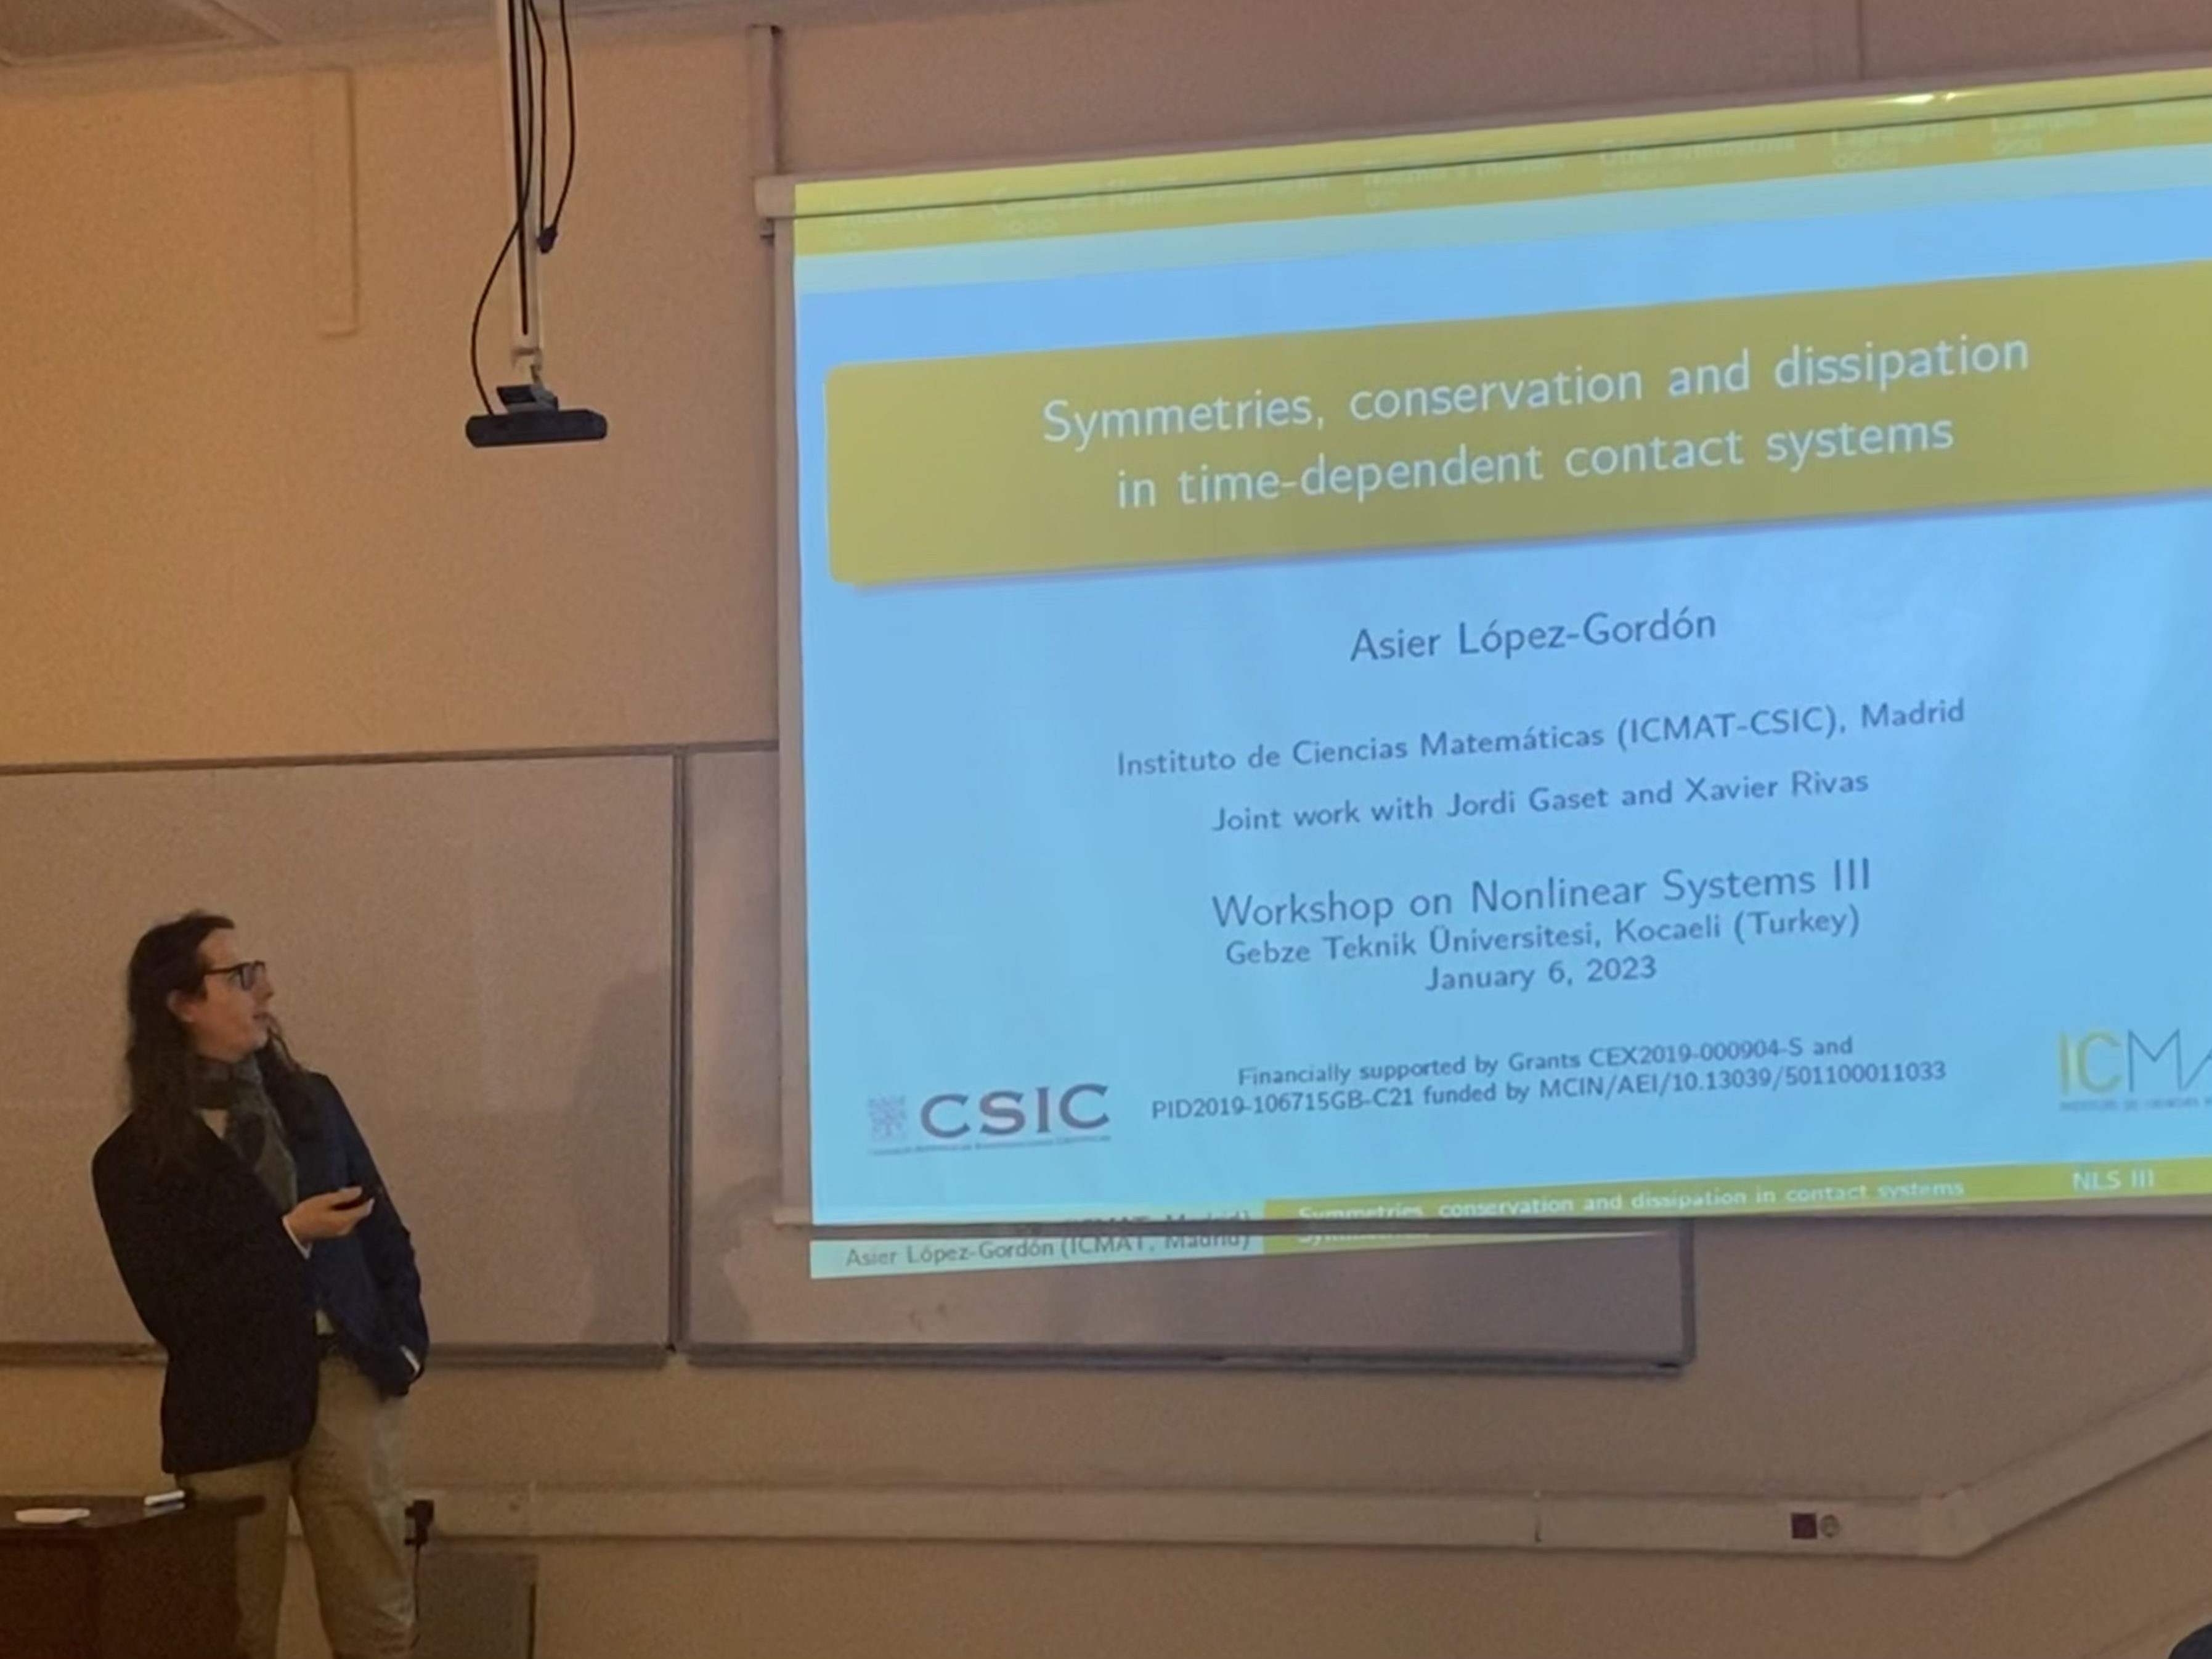 Symmetries, conservation and dissipation
in time-dependent contact systems
Asier López-Gordón
Instituto de Ciencias Matemáticas (ICMAT-CSIC), Madrid
Joint work with Jordi Gaset and Xavier Rivas
Workshop on Nonlinear Systems III
Gebze Teknik Üniversitesi, Kocaeli (Turkey)
January 6, 2023
Financially supported by Grants CEX2019-000904-S and
PID2019-106715GB-C21 funded by MCIN/AEI/10.13039/501100011033
CSIC
ICMA
Asier López-Gordón (ICMAT, Madrid)
Symmetries, conservation and dissipation in contact systems
NLS III